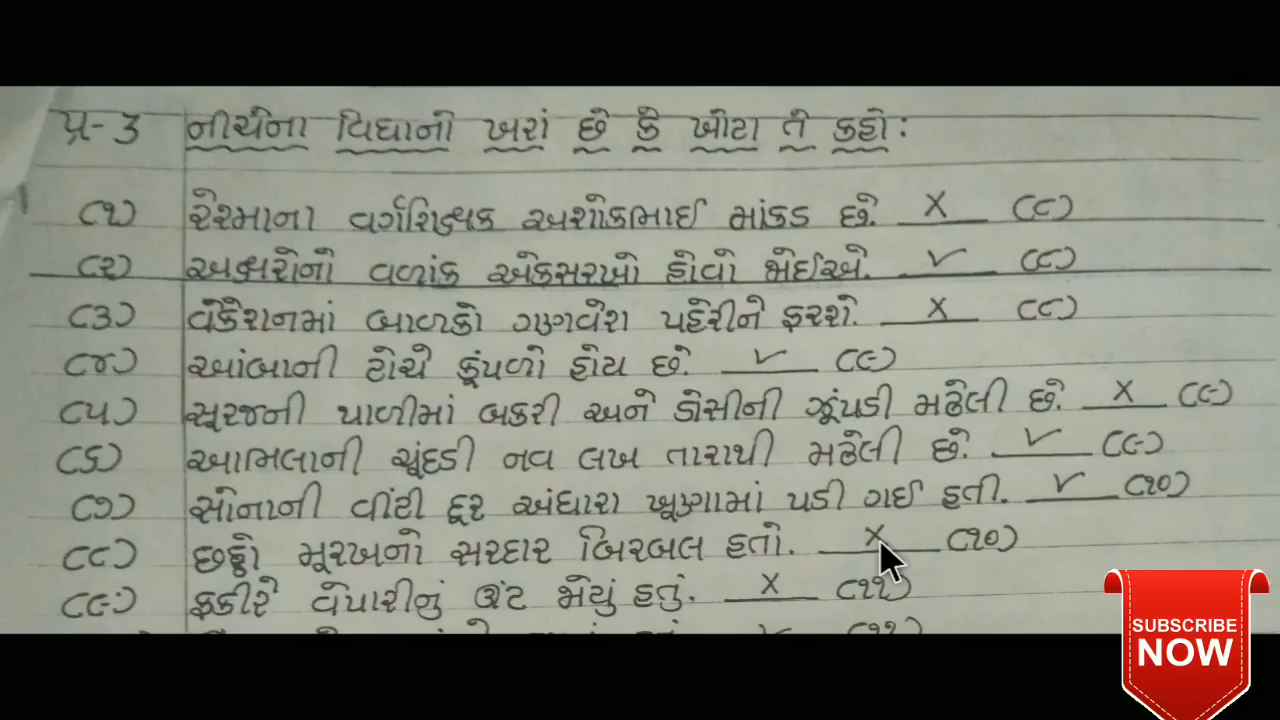 પ્ર-૩ નીચેના વિધાનો ખરાં છે કે ખોટા તે કહો:
(૧) રેશ્માના વર્ગશિક્ષક અશોકભાઈ માંકડ છે. X (૮)
(૨) અક્ષરોનો વળાંક એકસરખો હોવો જોઈએ. ✓ (૮)
(૩) વેકેશનમાં બાળકો ગણવેશ પહેરીને ફરશે. X (૮)
(૪) આંબાની ટોચે કૂંપળો હોય છે. ✓ (૯)
(૫) સૂરજની પાળીમાં બકરી અને ડોસીની ઝૂંપડી મઢેલી છે. X (૯)
(૬) આભલાની ચૂંદડી નવ લખ તારાથી મઢેલી છે. ✓ (૯)
(૭) સોનાની વીંટી દૂર અંધારા ખૂણામાં પડી ગઈ હતી. ✓ (૧૦)
(૮) છઠ્ઠો મૂરખનો સરદાર બિરબલ હતો. X (૧૦)
(૯) ફકીરે વેપારીનું ઊંટ જોયું હતું. X (૧૧)
SUBSCRIBE
NOW